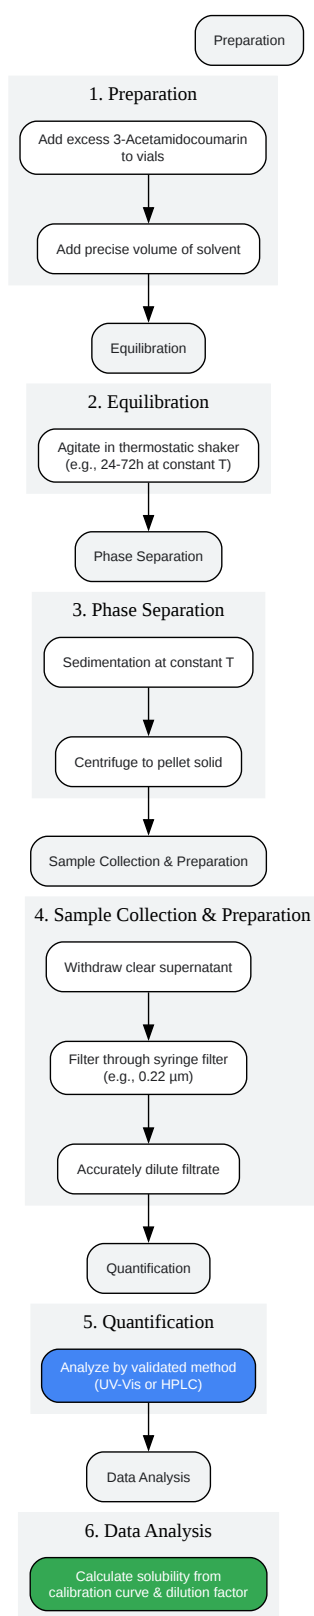 Preparation
1. Preparation
Add excess 3-Acetamidocoumarin
to vials
Add precise volume of solvent
Equilibration
2. Equilibration
Agitate in thermostatic shaker
(e.g., 24-72h at constant T)
Phase Separation
3. Phase Separation
Sedimentation at constant T
Centrifuge to pellet solid
Sample Collection & Preparation
4. Sample Collection & Preparation
Withdraw clear supernatant
Filter through syringe filter
(e.g., 0.22 µm)
Accurately dilute filtrate
Quantification
5. Quantification
Analyze by validated method
(UV-Vis or HPLC)
Data Analysis
6. Data Analysis
Calculate solubility from
calibration curve & dilution factor